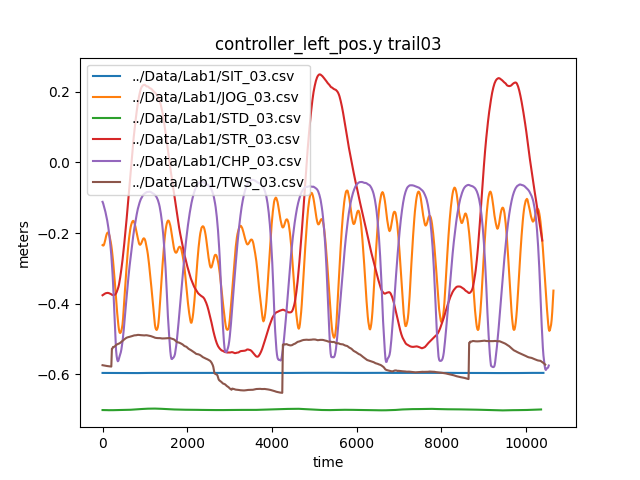 controller_left_pos.y trail03
../Data/Lab1/SIT_03.csv
../Data/Lab1/JOG_03.csv
../Data/Lab1/STD_03.csv
../Data/Lab1/STR_03.csv
../Data/Lab1/CHP_03.csv
../Data/Lab1/TWS_03.csv
meters
0.2
0.0
−0.2
−0.4
−0.6
0 2000 4000 6000 8000 10000
time